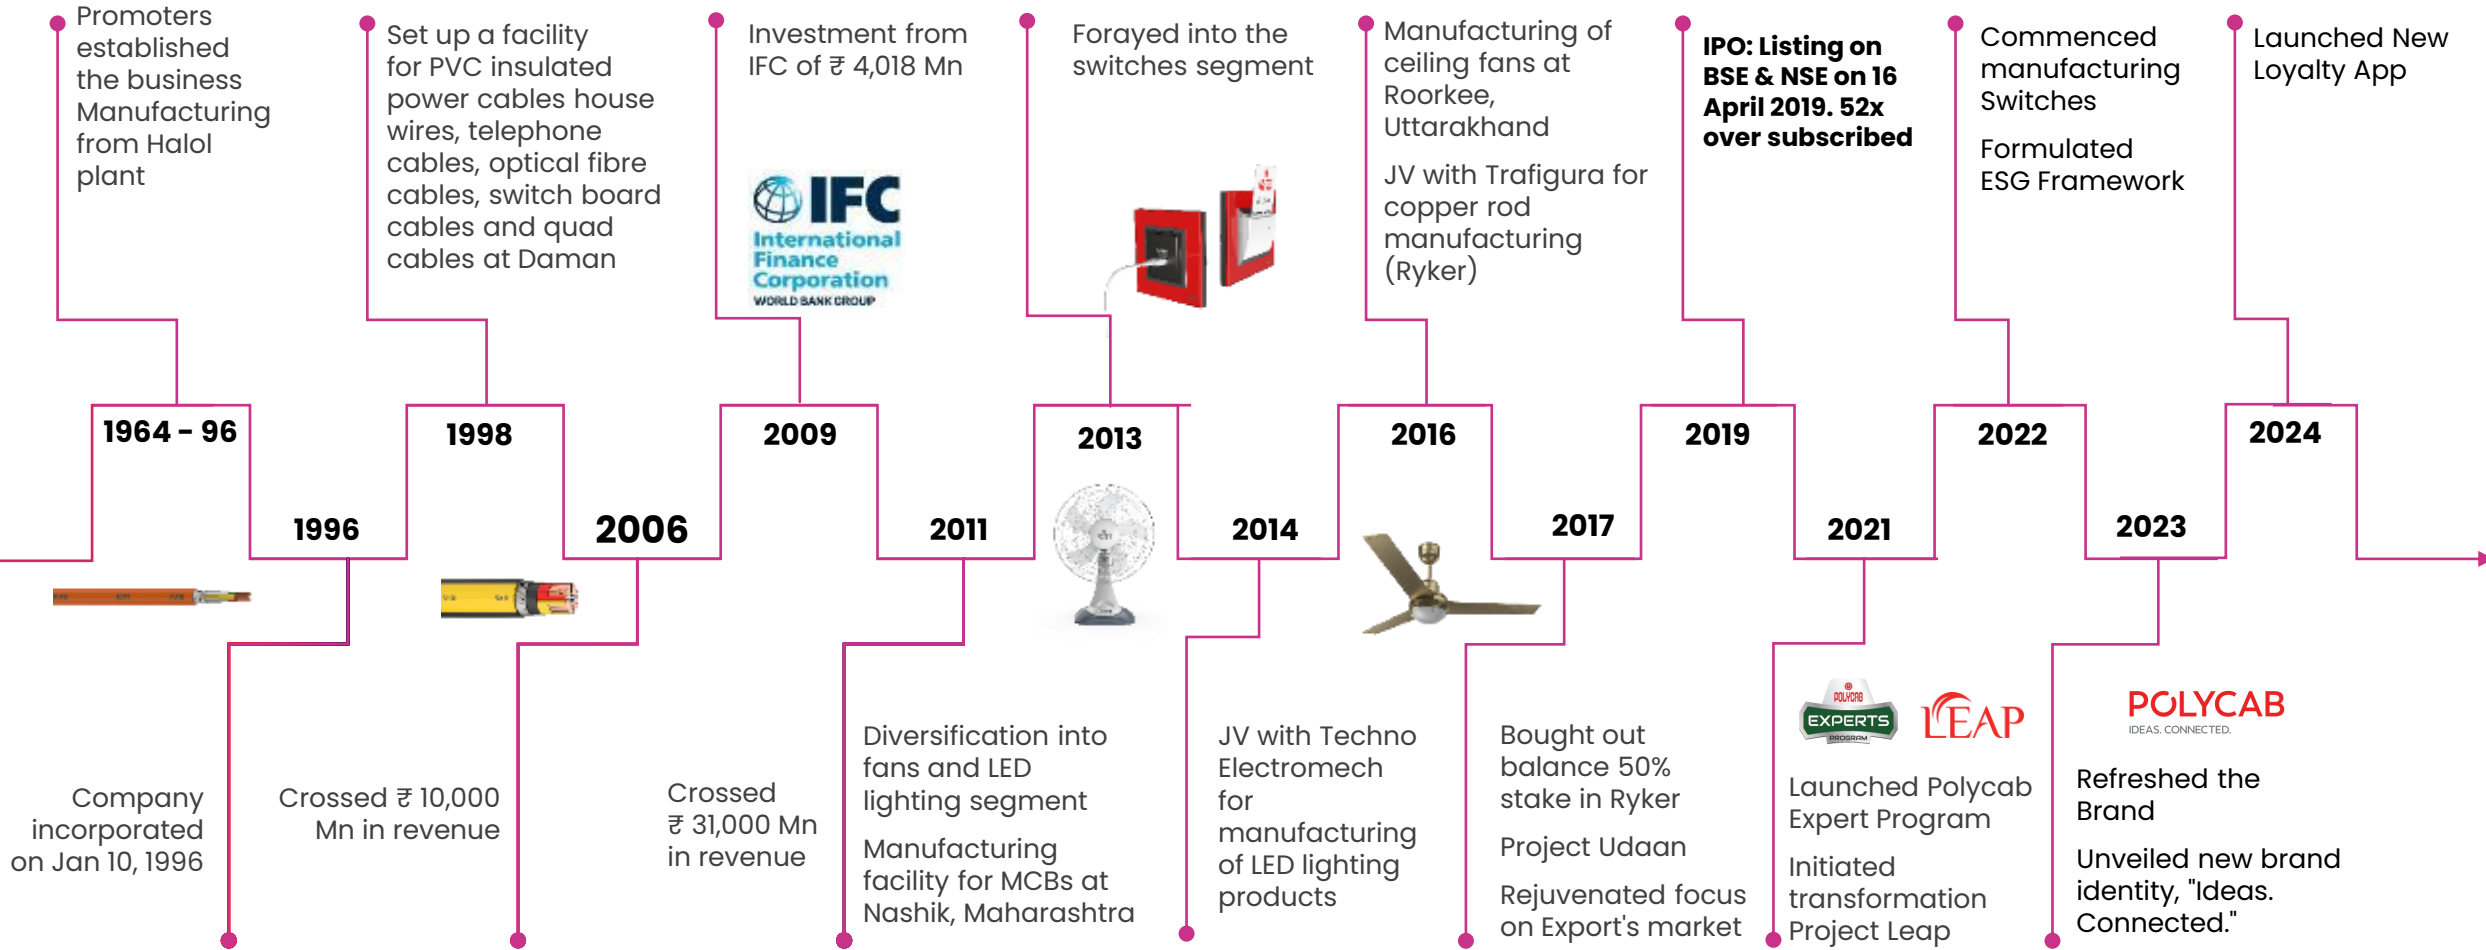 Promoters
established
the business
Manufacturing
from Halol
plant
Set up a facility
for PVC insulated
power cables house
wires, telephone
cables, optical fibre
cables, switch board
cables and quad
cables at Daman
Investment from
IFC of ₹ 4,018 Mn
IFC
International
Finance
Corporation
WORLD BANK GROUP
Forayed into the
switches segment
Manufacturing of
ceiling fans at
Roorkee,
Uttarakhand
JV with Trafigura for
copper rod
manufacturing
(Ryker)
IPO: Listing on
BSE & NSE on 16
April 2019. 52x
over subscribed
Commenced
manufacturing
Switches
Formulated
ESG Framework
Launched New
Loyalty App
1964 - 96
1998
2009
2013
2016
2019
2022
2024
1996
2006
2011
2014
2017
2021
2023
Company
incorporated
on Jan 10, 1996
Crossed ₹ 10,000
Mn in revenue
Crossed
₹ 31,000 Mn
in revenue
Diversification into
fans and LED
lighting segment
Manufacturing
facility for MCBs at
Nashik, Maharashtra
JV with Techno
Electromech
for
manufacturing
of LED lighting
products
Bought out
balance 50%
stake in Ryker
Project Udaan
Rejuvenated focus
on Export's market
POLYCAB
EXPERTS
PROGRAM
LEAP
Launched Polycab
Expert Program
Initiated
transformation
Project Leap
POLYCAB
IDEAS. CONNECTED.
Refreshed the
Brand
Unveiled new brand
identity, "Ideas.
Connected."